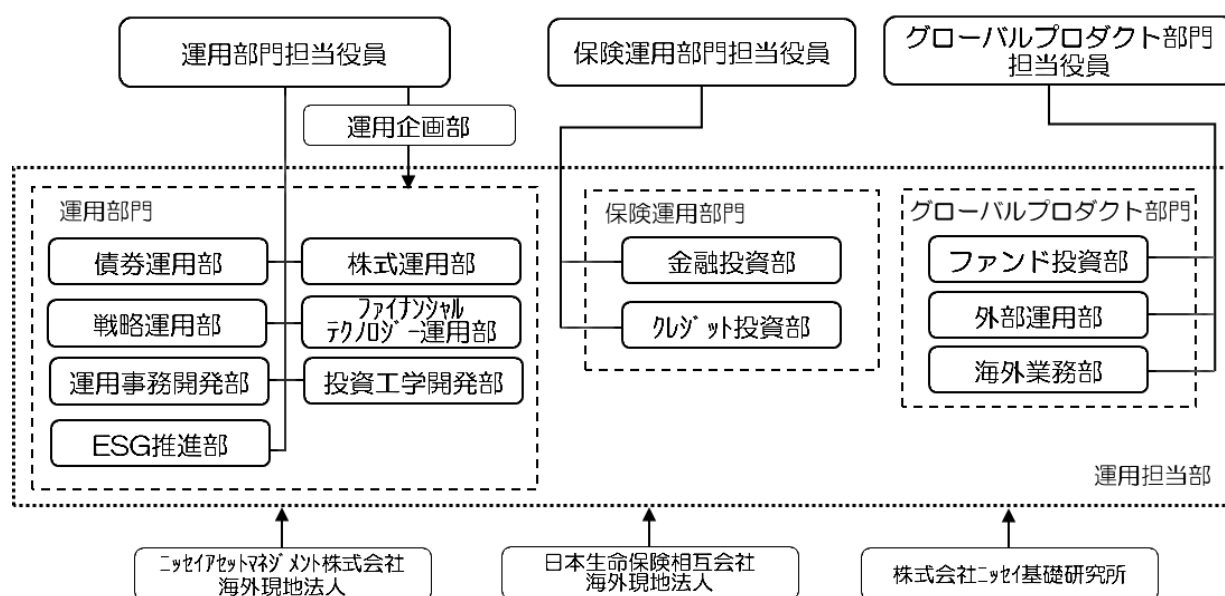 運用部門担当役員
保険運用部門担当役員
グローバルプロダクト部門
担当役員
運用企画部
運用部門
債券運用部
株式運用部
戦略運用部
ファイナンシャル
テクノロジー運用部
運用事務開発部
投資工学開発部
ESG推進部
保険運用部門
金融投資部
クレジット投資部
グローバルプロダクト部門
ファンド投資部
外部運用部
海外業務部
運用担当部
ニッセイアセットマネジメント株式会社
海外現地法人
日本生命保険相互会社
海外現地法人
株式会社ニッセイ基礎研究所